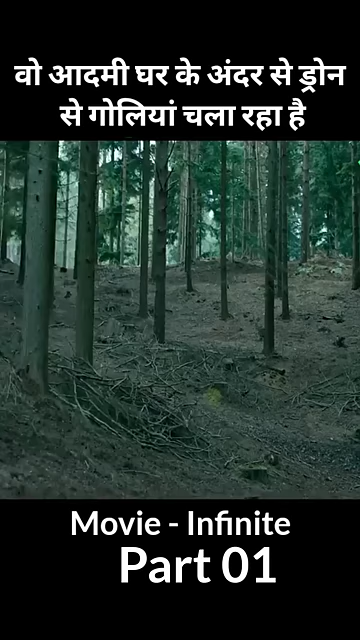 वो आदमी घर के अंदर से ड्रोन
से गोलियां चला रहा है
Movie - Infinite
Part 01